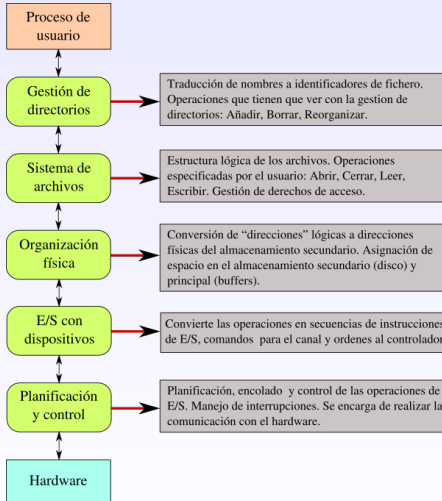 Proceso de
usuario
Gestión de
directorios
Traducción de nombres a identificadores de fichero.
Operaciones que tienen que ver con la gestion de
directorios: Añadir, Borrar, Reorganizar.
Sistema de
archivos
Estructura lógica de los archivos. Operaciones
especificadas por el usuario: Abrir, Cerrar, Leer,
Escribir. Gestión de derechos de acceso.
Organización
física
Conversión de “direcciones” lógicas a direcciones
físicas del almacenamiento secundario. Asignación de
espacio en el almacenamiento secundario (disco) y
principal (buffers).
E/S con
dispositivos
Convierte las operaciones en secuencias de instrucciones
de E/S, comandos para el canal y ordenes al controlador
Planificación
y control
Planificación, encolado y control de las operaciones de
E/S. Manejo de interrupciones. Se encarga de realizar la
comunicación con el hardware.
Hardware